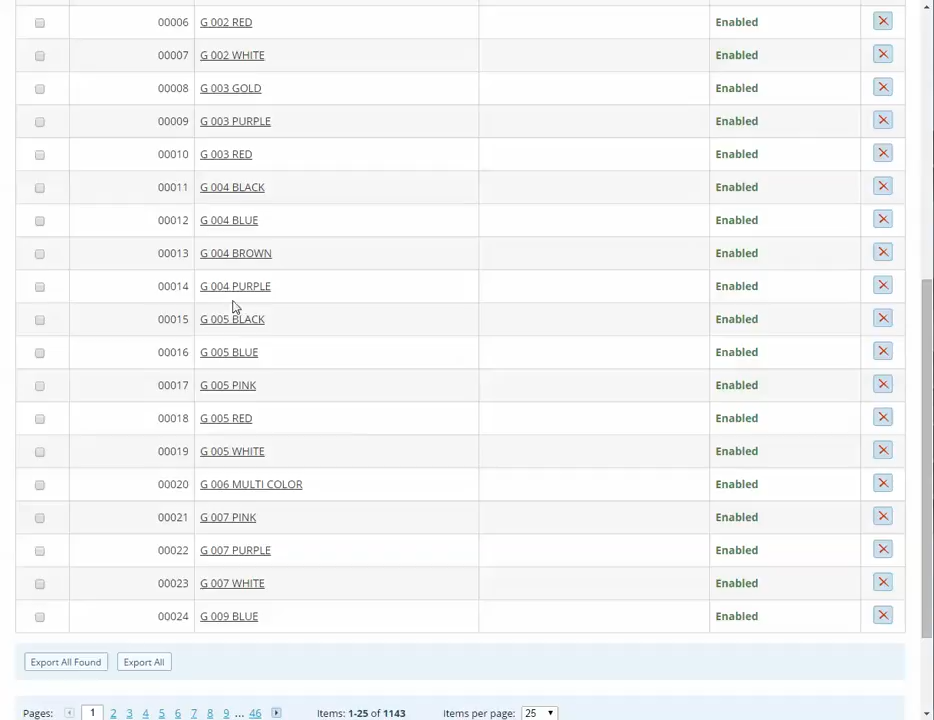 00006 G 002 RED Enabled
00007 G 002 WHITE Enabled
00008 G 003 GOLD Enabled
00009 G 003 PURPLE Enabled
00010 G 003 RED Enabled
00011 G 004 BLACK Enabled
00012 G 004 BLUE Enabled
00013 G 004 BROWN Enabled
00014 G 004 PURPLE Enabled
00015 G 005 BLACK Enabled
00016 G 005 BLUE Enabled
00017 G 005 PINK Enabled
00018 G 005 RED Enabled
00019 G 005 WHITE Enabled
00020 G 006 MULTI COLOR Enabled
00021 G 007 PINK Enabled
00022 G 007 PURPLE Enabled
00023 G 007 WHITE Enabled
00024 G 009 BLUE Enabled
Export All Found Export All
Pages: 1 2 3 4 5 6 7 8 9 ... 46 Items: 1-25 of 1143 Items per page: 25